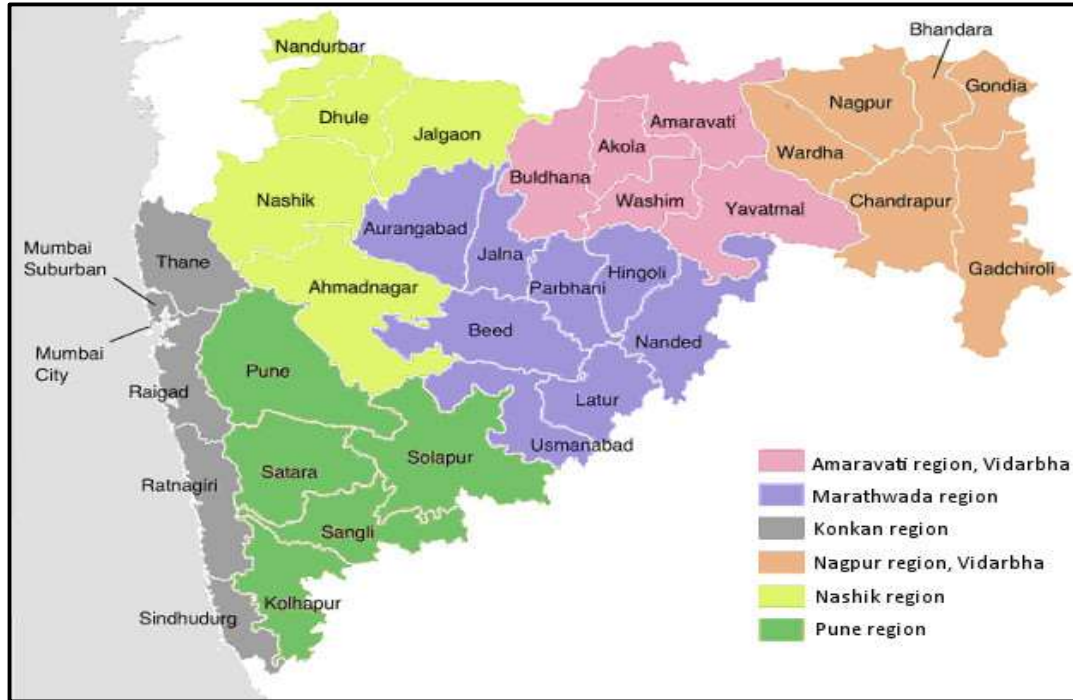 Nandurbar
Bhandara
Dhule
Jalgaon
Nagpur
Gondia
Amaravati
Akola
Wardha
Buldhana
Nashik
Washim
Yavatmal
Chandrapur
Aurangabad
Mumbai
Suburban
Thane
Jalna
Hingoli
Gadchiroli
Ahmadnagar
Parbhani
Beed
Nanded
Mumbai
City
Pune
Raigad
Latur
Usmanabad
Solapur
Satara
Ratnagiri
Sangli
Kolhapur
Sindhudurg
Amaravati region, Vidarbha
Marathwada region
Konkan region
Nagpur region, Vidarbha
Nashik region
Pune region